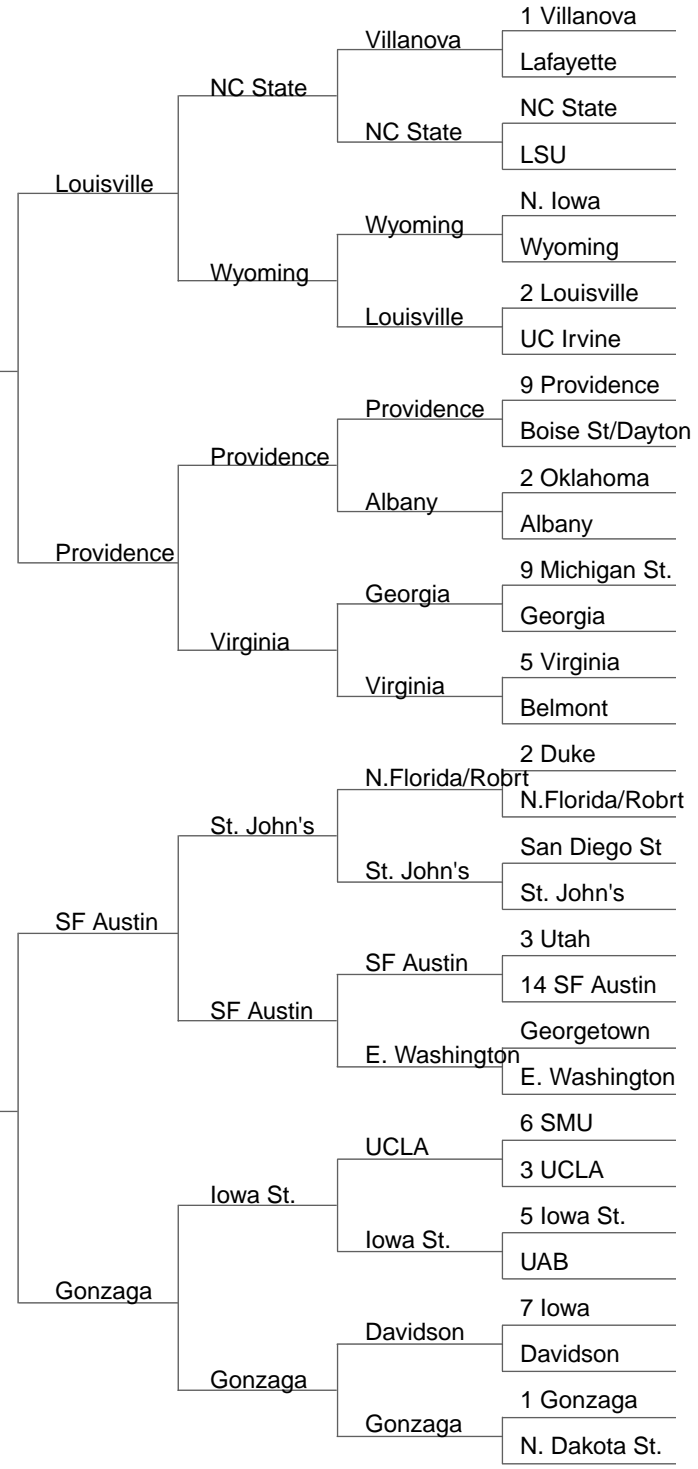 1 Villanova
Villanova
Lafayette
NC State
NC State
NC State
LSU
Louisville
N. Iowa
Wyoming
Wyoming
Wyoming
2 Louisville
Louisville
UC Irvine
9 Providence
Providence
Boise St/Dayton
Providence
2 Oklahoma
Albany
Albany
Providence
9 Michigan St.
Georgia
Georgia
Virginia
5 Virginia
Virginia
Belmont
2 Duke
N.Florida/Robrt
N.Florida/Robrt
St. John's
San Diego St
St. John's
St. John's
SF Austin
3 Utah
SF Austin
14 SF Austin
SF Austin
Georgetown
E. Washington
E. Washington
6 SMU
UCLA
3 UCLA
Iowa St.
5 Iowa St.
Iowa St.
UAB
Gonzaga
7 Iowa
Davidson
Davidson
Gonzaga
1 Gonzaga
Gonzaga
N. Dakota St.